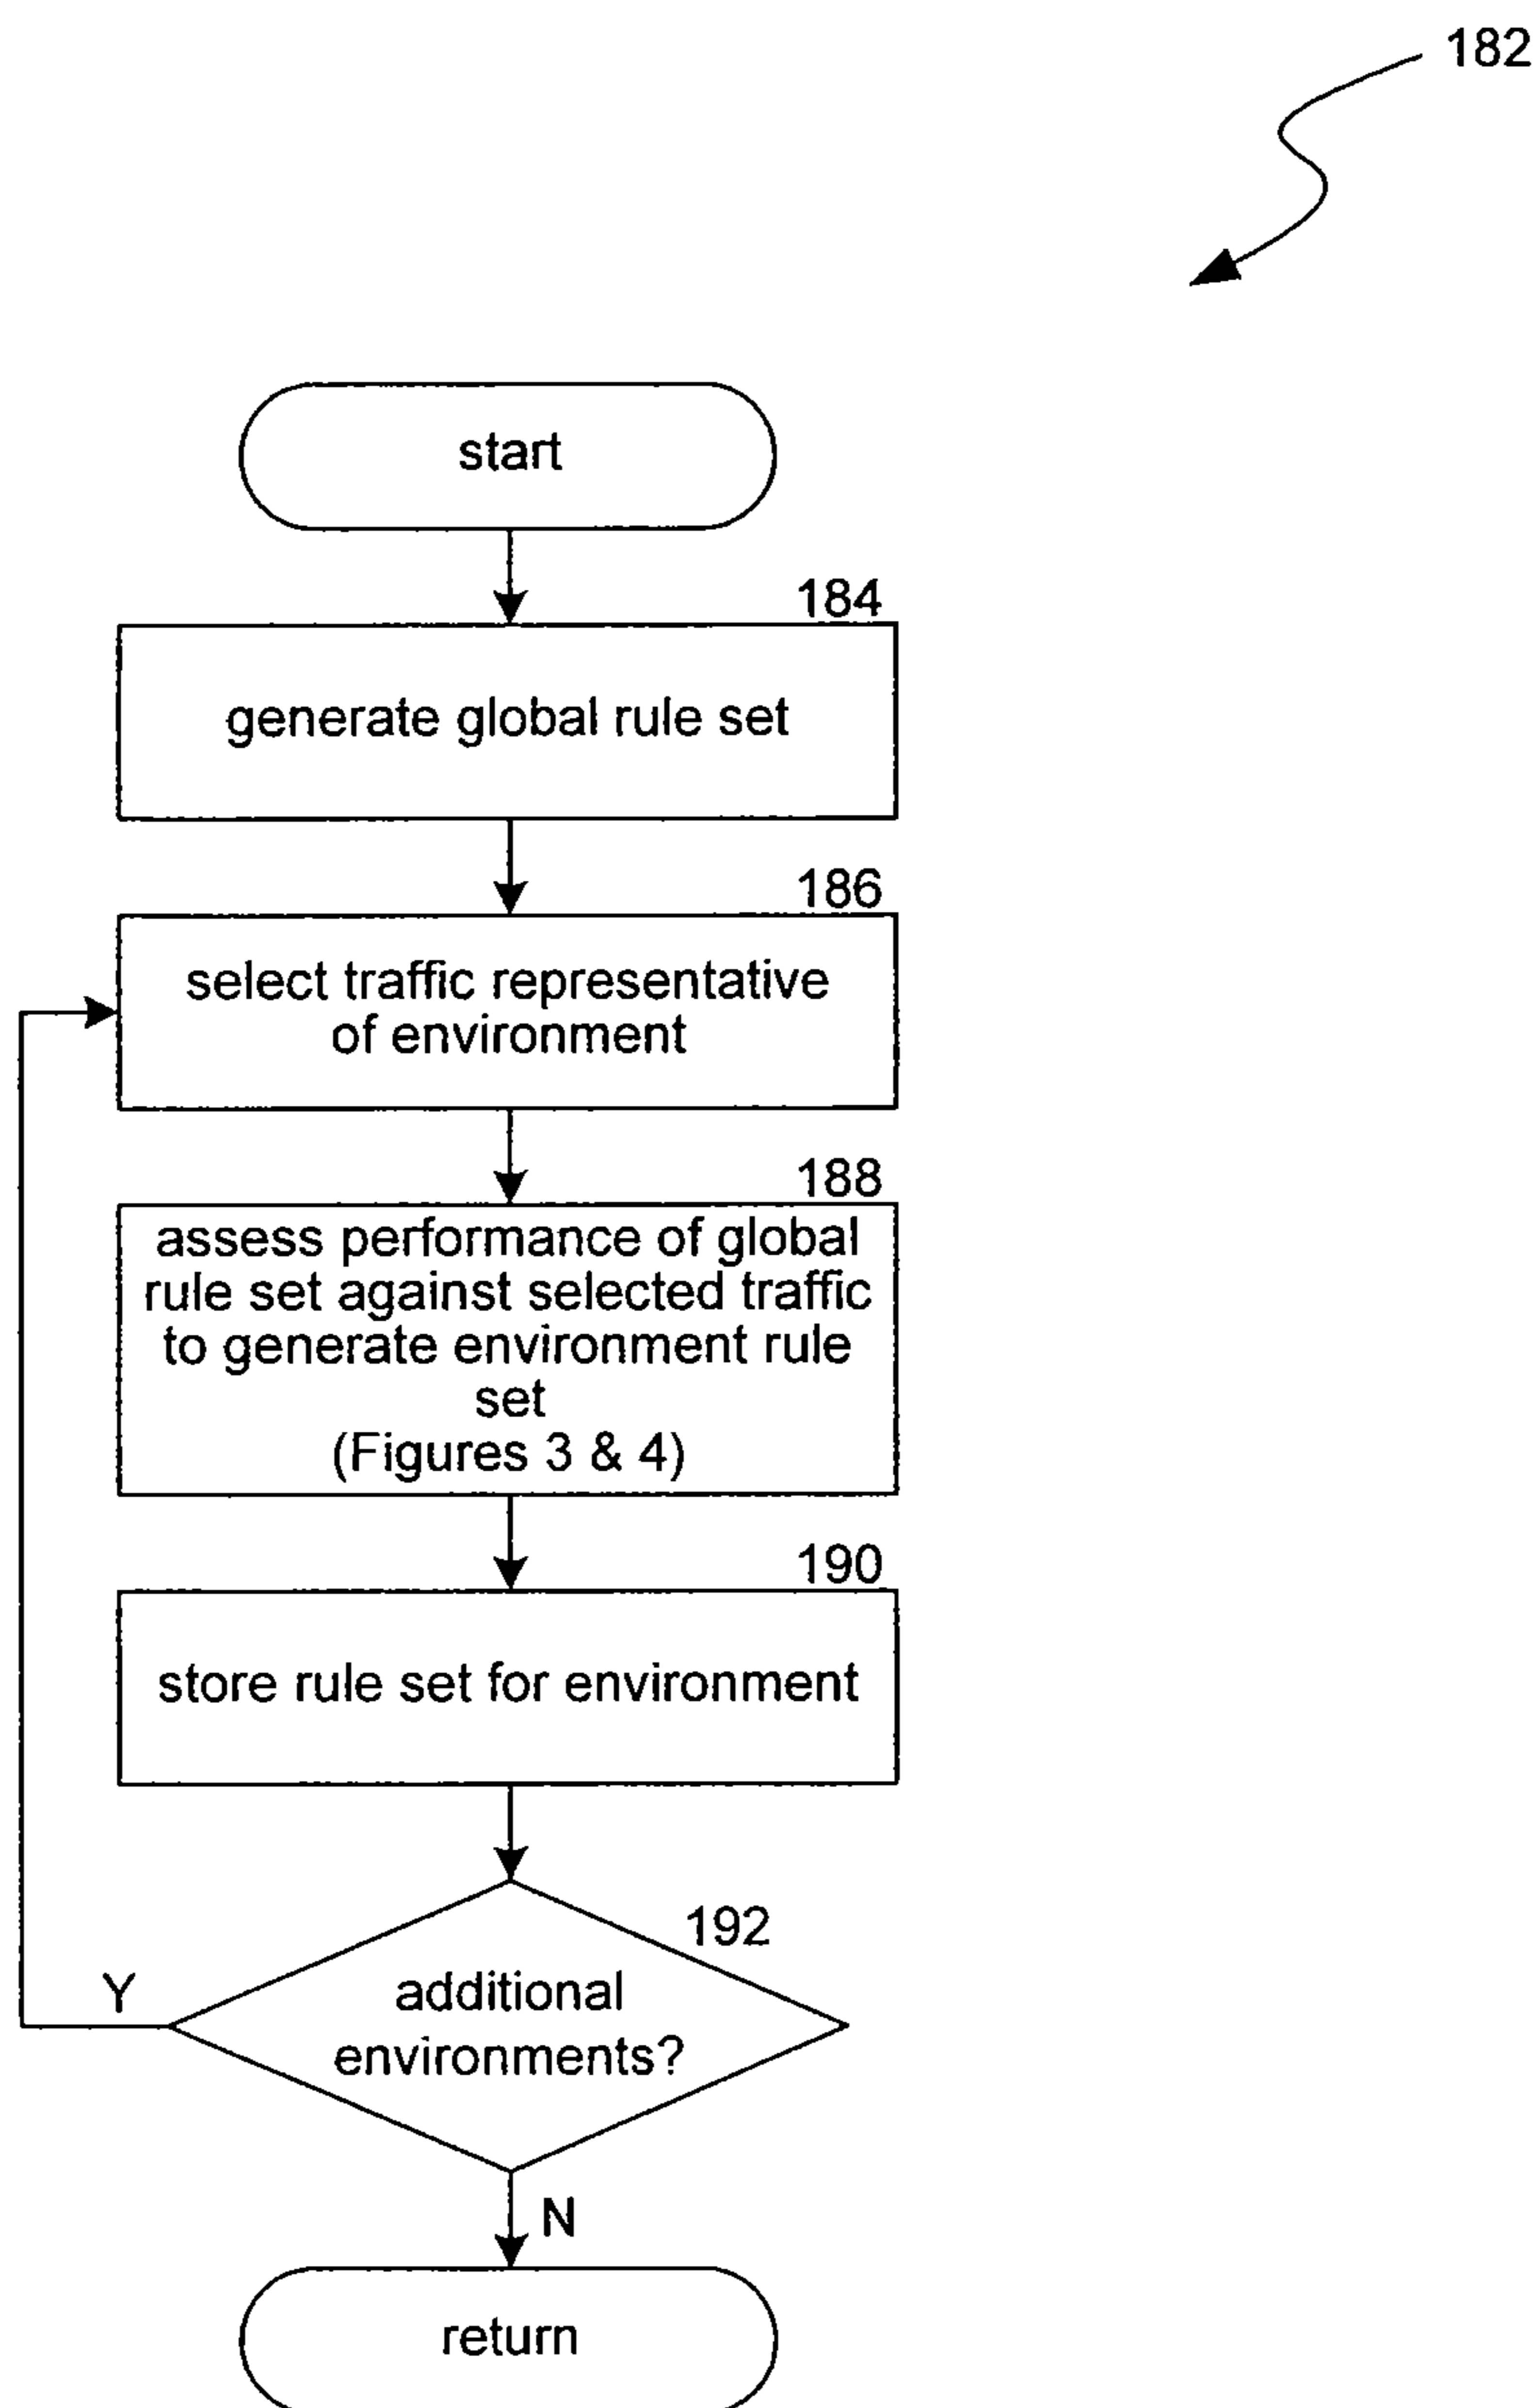 182
start
184
generate global rule set
186
select traffic representative
of environment
188
assess performance of global
rule set against selected traffic
to generate environment rule
set
(Figures 3 & 4)
190
store rule set for environment
192
additional
environments?
Y
N
return